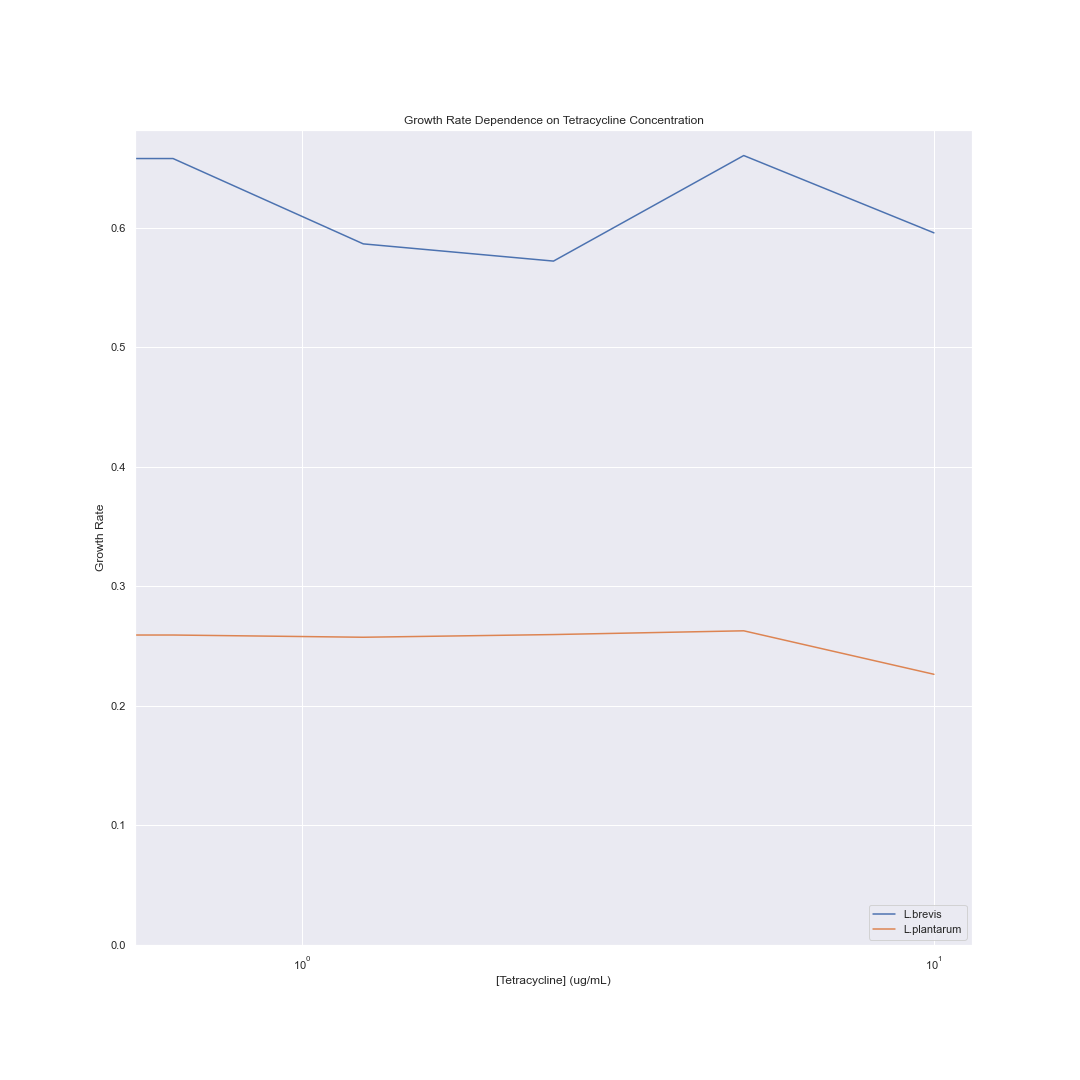 Growth Rate Dependence on Tetracycline Concentration
0.6
0.5
0.4
0.3
0.2
0.1
0.0
Growth Rate
10⁰
10¹
[Tetracycline] (ug/mL)
L.brevis
L.plantarum